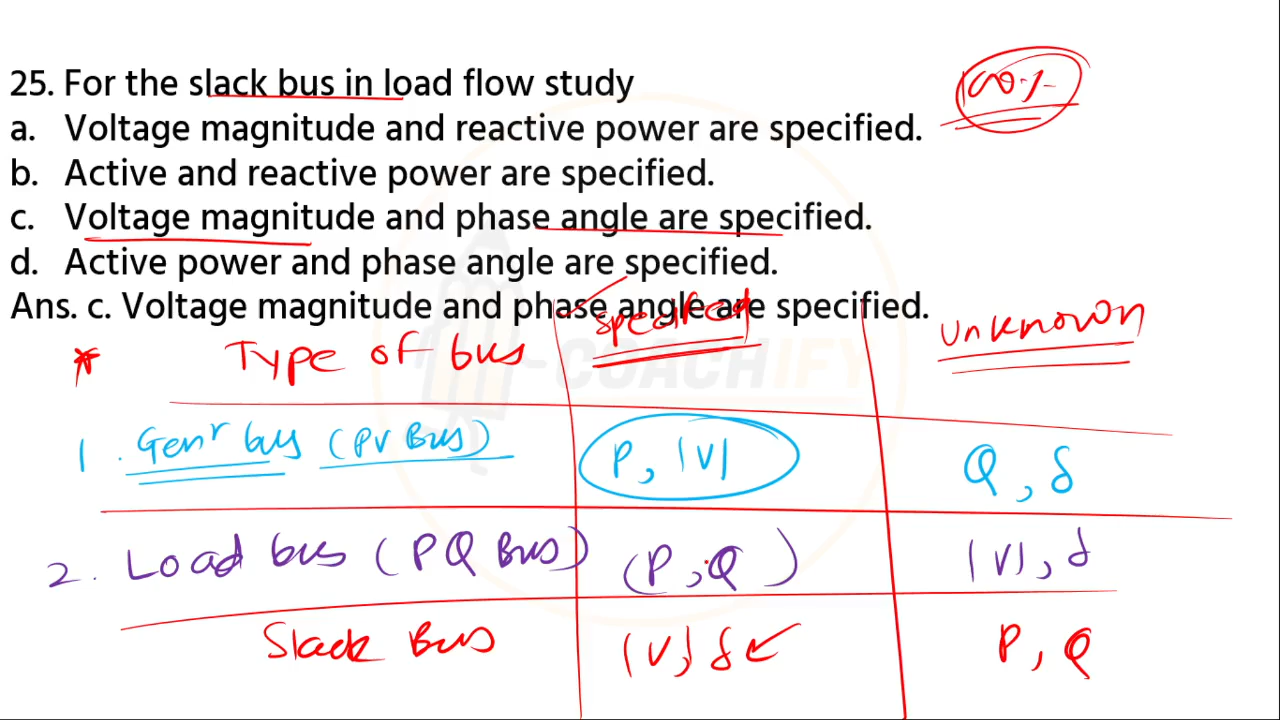 100%
25. For the slack bus in load flow study
a. Voltage magnitude and reactive power are specified.
b. Active and reactive power are specified.
c. Voltage magnitude and phase angle are specified.
d. Active power and phase angle are specified.
Ans. c. Voltage magnitude and phase angle are specified.
* Type of bus specified unknown
COACHIFY
1. Genr bus (PV Bus) P, |V| Q, δ
2. Load bus (PQ Bus) (P, Q) |V|, δ
Slack Bus |V| δ P, Q